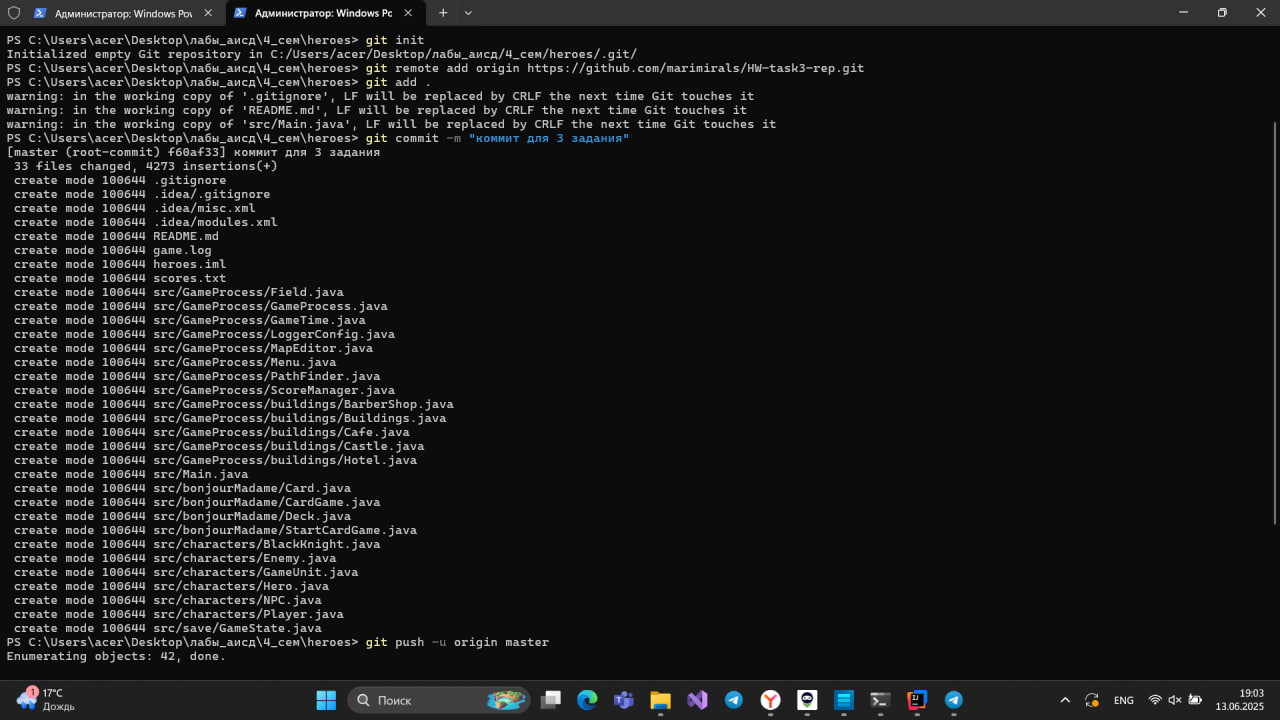 Администратор: Windows Pov
Администратор: Windows Pc
PS C:\Users\acer\Desktop\лабы_аисд\4_сем\heroes> git init
Initialized empty Git repository in C:/Users/acer/Desktop/лабы_аисд/4_сем/heroes/.git/
PS C:\Users\acer\Desktop\лабы_аисд\4_сем\heroes> git remote add origin https://github.com/marimirals/HW-task3-rep.git
PS C:\Users\acer\Desktop\лабы_аисд\4_сем\heroes> git add .
warning: in the working copy of '.gitignore', LF will be replaced by CRLF the next time Git touches it
warning: in the working copy of 'README.md', LF will be replaced by CRLF the next time Git touches it
warning: in the working copy of 'src/Main.java', LF will be replaced by CRLF the next time Git touches it
PS C:\Users\acer\Desktop\лабы_аисд\4_сем\heroes> git commit -m "коммит для 3 задания"
[master (root-commit) f60af33] коммит для 3 задания
 33 files changed, 4273 insertions(+)
 create mode 100644 .gitignore
 create mode 100644 .idea/.gitignore
 create mode 100644 .idea/misc.xml
 create mode 100644 .idea/modules.xml
 create mode 100644 README.md
 create mode 100644 game.log
 create mode 100644 heroes.iml
 create mode 100644 scores.txt
 create mode 100644 src/GameProcess/Field.java
 create mode 100644 src/GameProcess/GameProcess.java
 create mode 100644 src/GameProcess/GameTime.java
 create mode 100644 src/GameProcess/LoggerConfig.java
 create mode 100644 src/GameProcess/MapEditor.java
 create mode 100644 src/GameProcess/Menu.java
 create mode 100644 src/GameProcess/PathFinder.java
 create mode 100644 src/GameProcess/ScoreManager.java
 create mode 100644 src/GameProcess/buildings/BarberShop.java
 create mode 100644 src/GameProcess/buildings/Buildings.java
 create mode 100644 src/GameProcess/buildings/Cafe.java
 create mode 100644 src/GameProcess/buildings/Castle.java
 create mode 100644 src/GameProcess/buildings/Hotel.java
 create mode 100644 src/Main.java
 create mode 100644 src/bonjourMadame/Card.java
 create mode 100644 src/bonjourMadame/CardGame.java
 create mode 100644 src/bonjourMadame/Deck.java
 create mode 100644 src/bonjourMadame/StartCardGame.java
 create mode 100644 src/characters/BlackKnight.java
 create mode 100644 src/characters/Enemy.java
 create mode 100644 src/characters/GameUnit.java
 create mode 100644 src/characters/Hero.java
 create mode 100644 src/characters/NPC.java
 create mode 100644 src/characters/Player.java
 create mode 100644 src/save/GameState.java
PS C:\Users\acer\Desktop\лабы_аисд\4_сем\heroes> git push -u origin master
Enumerating objects: 42, done.
1
17°C
Дождь
Поиск
ENG
19:03
13.06.2025